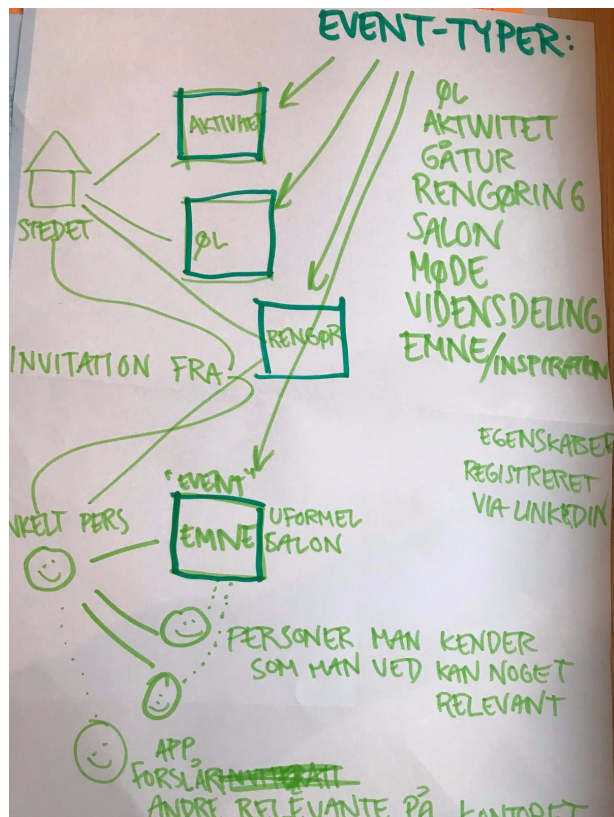 EVENT-TYPER:
ØL
AKTIVITET
GÅTUR
RENGØRING
SALON
MØDE
VIDENSDELING
EMNE/INSPIRATION
AKTIVITET
STEDET
ØL
RENGØR
INVITATION FRA
EGENSKABER
REGISTRERET
VIA LINKEDIN
"EVENT"
NKELT PERS
EMNE
UFORMEL
SALON
PERSONER MAN KENDER
SOM MAN VED KAN NOGET
RELEVANT
APP
FORSLÅR
ANDRE RELEVANTE PÅ KONTORET